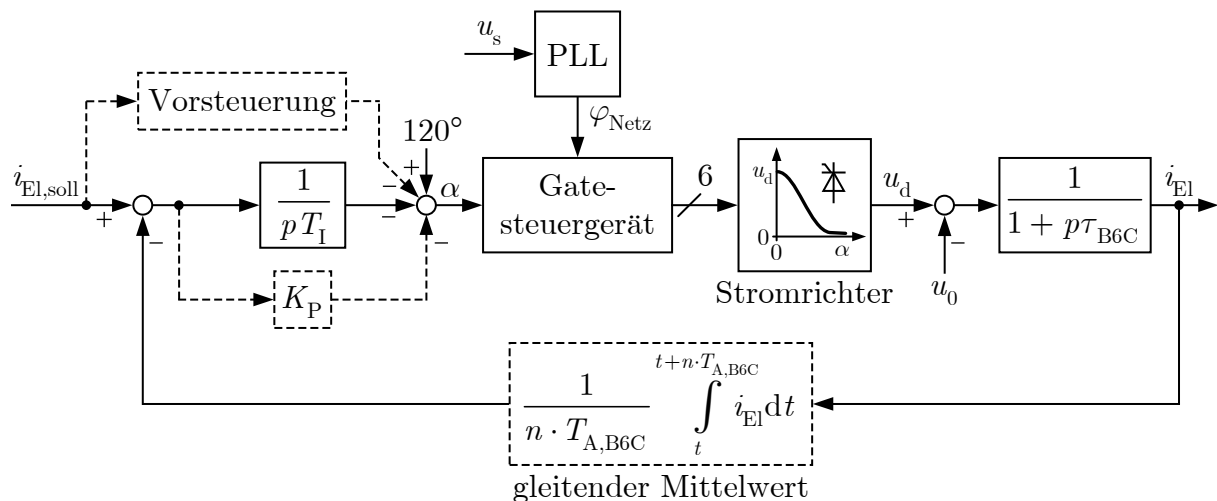 u_s
PLL
Vorsteuerung
φ_Netz
120°
i_El,soll
+
−
1
p T_I
−
−
+
−
α
Gate-
steuergerät
6
u_d
0
0
α
Stromrichter
u_d
+
−
u_0
1
1 + pτ_B6C
i_El
K_P
1
n · T_A,B6C
t+n·T_A,B6C
∫
t
i_El dt
gleitender Mittelwert